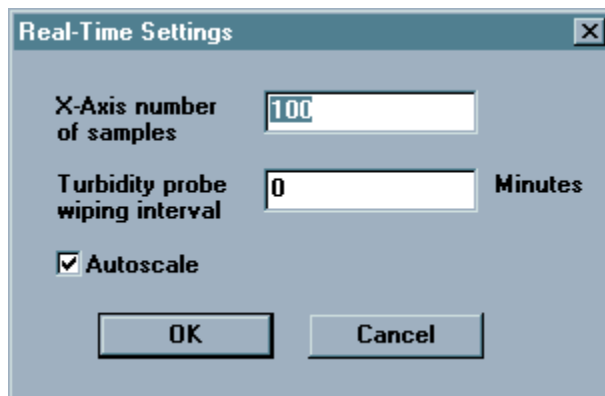 Real-Time Settings
X-Axis number
of samples
100
Turbidity probe
wiping interval
0
Minutes
Autoscale
OK
Cancel